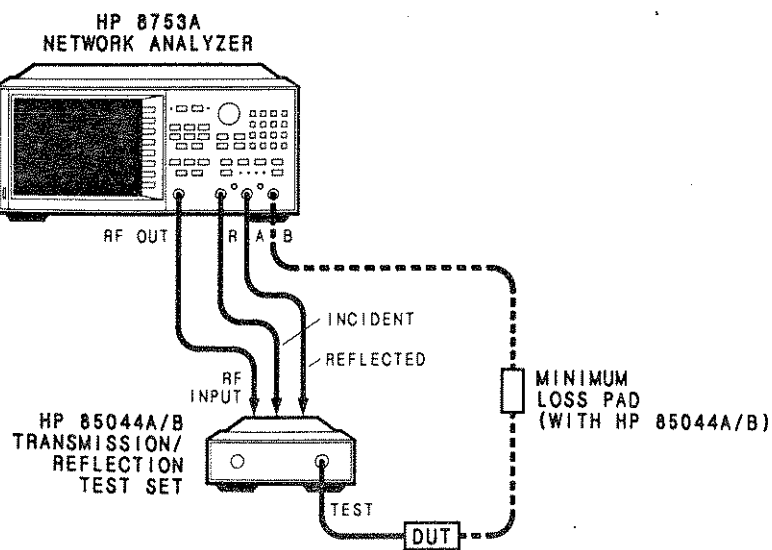 HP 8753A
NETWORK ANALYZER
RF OUT
R
A
B
INCIDENT
REFLECTED
RF
INPUT
HP 85044A/B
TRANSMISSION/
REFLECTION
TEST SET
MINIMUM
LOSS PAD
(WITH HP 85044A/B)
TEST
DUT